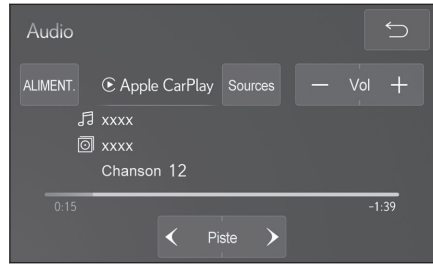 Audio
ALIMENT. Apple CarPlay Sources − Vol +
xxxx
xxxx
Chanson 12
0:15 −1:39
Piste